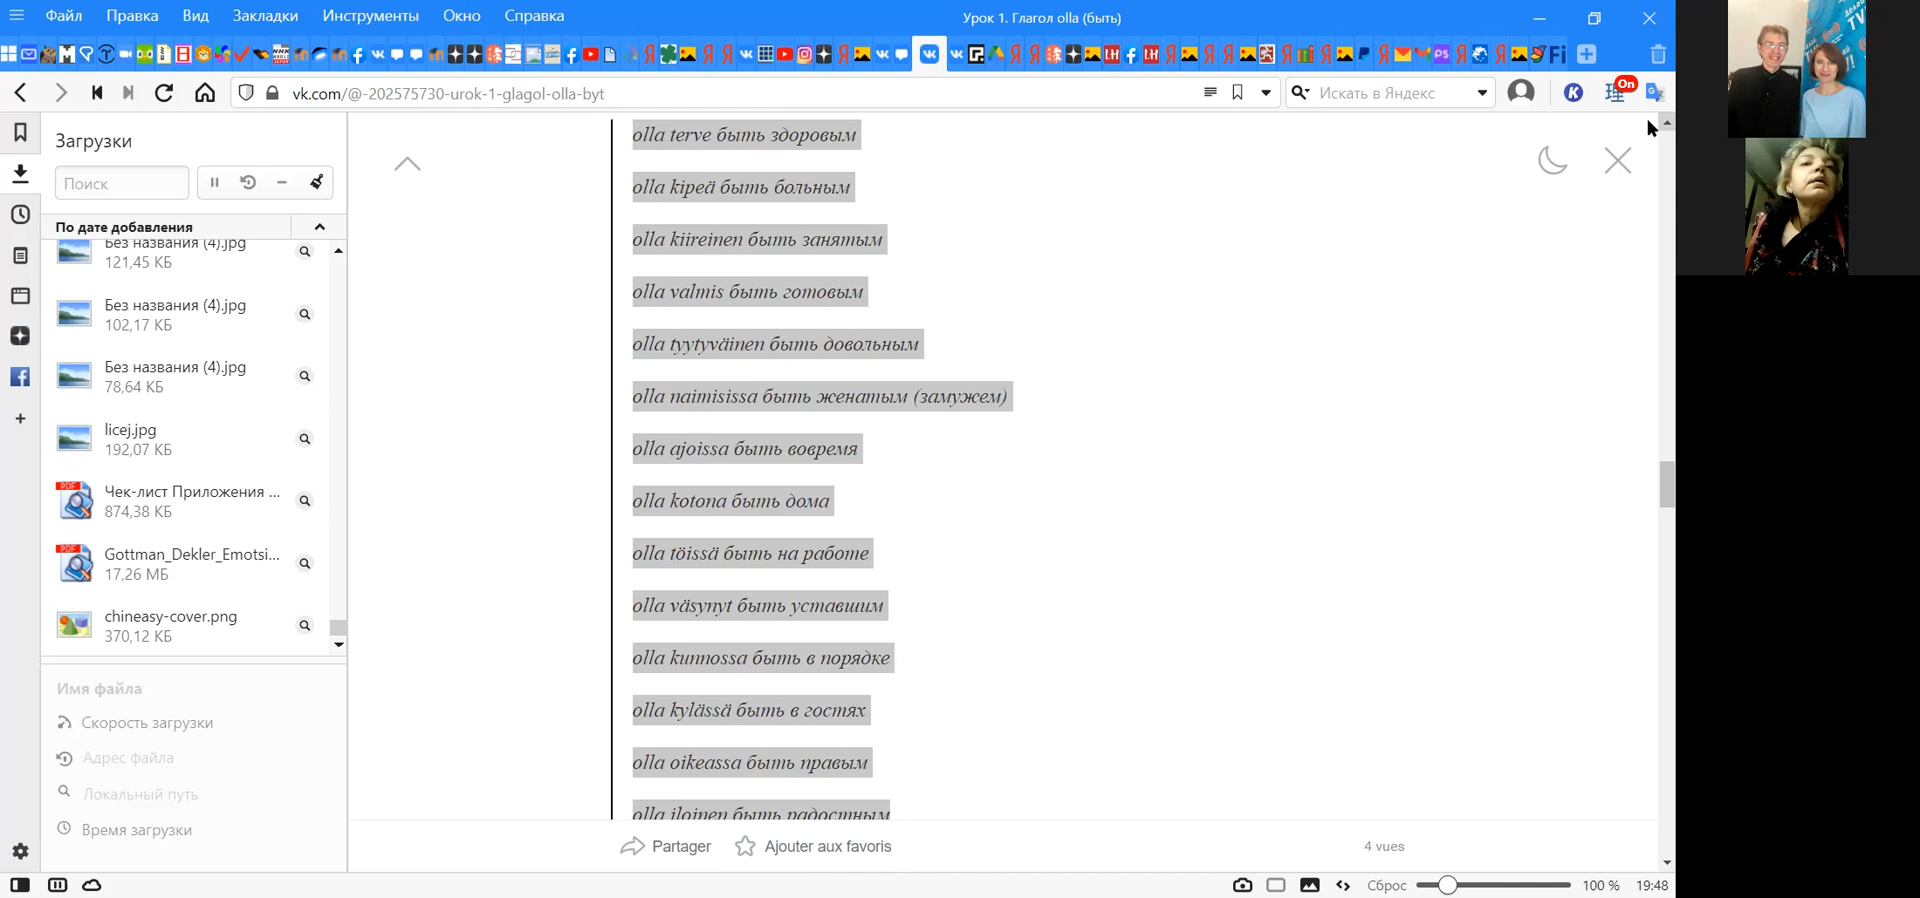 Файл Правка Вид Закладки Инструменты Окно Справка
Урок 1. Глагол olla (быть)
vk.com/@-202575730-urok-1-glagol-olla-byt
Искать в Яндекс
On
Загрузки
Поиск
По дате добавления
Без названия (4).jpg
121,45 КБ
Без названия (4).jpg
102,17 КБ
Без названия (4).jpg
78,64 КБ
licej.jpg
192,07 КБ
Чек-лист Приложения ...
874,38 КБ
Gottman_Dekler_Emotsi...
17,26 МБ
chineasy-cover.png
370,12 КБ
Имя файла
Скорость загрузки
Адрес файла
Локальный путь
Время загрузки
olla terve быть здоровым
olla kipeä быть больным
olla kiireinen быть занятым
olla valmis быть готовым
olla tyytyväinen быть довольным
olla naimisissa быть женатым (замужем)
olla ajoissa быть вовремя
olla kotona быть дома
olla töissä быть на работе
olla väsynyt быть уставшим
olla kunnossa быть в порядке
olla kylässä быть в гостях
olla oikeassa быть правым
olla iloinen быть радостным
Partager
Ajouter aux favoris
4 vues
Сброс
100 %
19:48